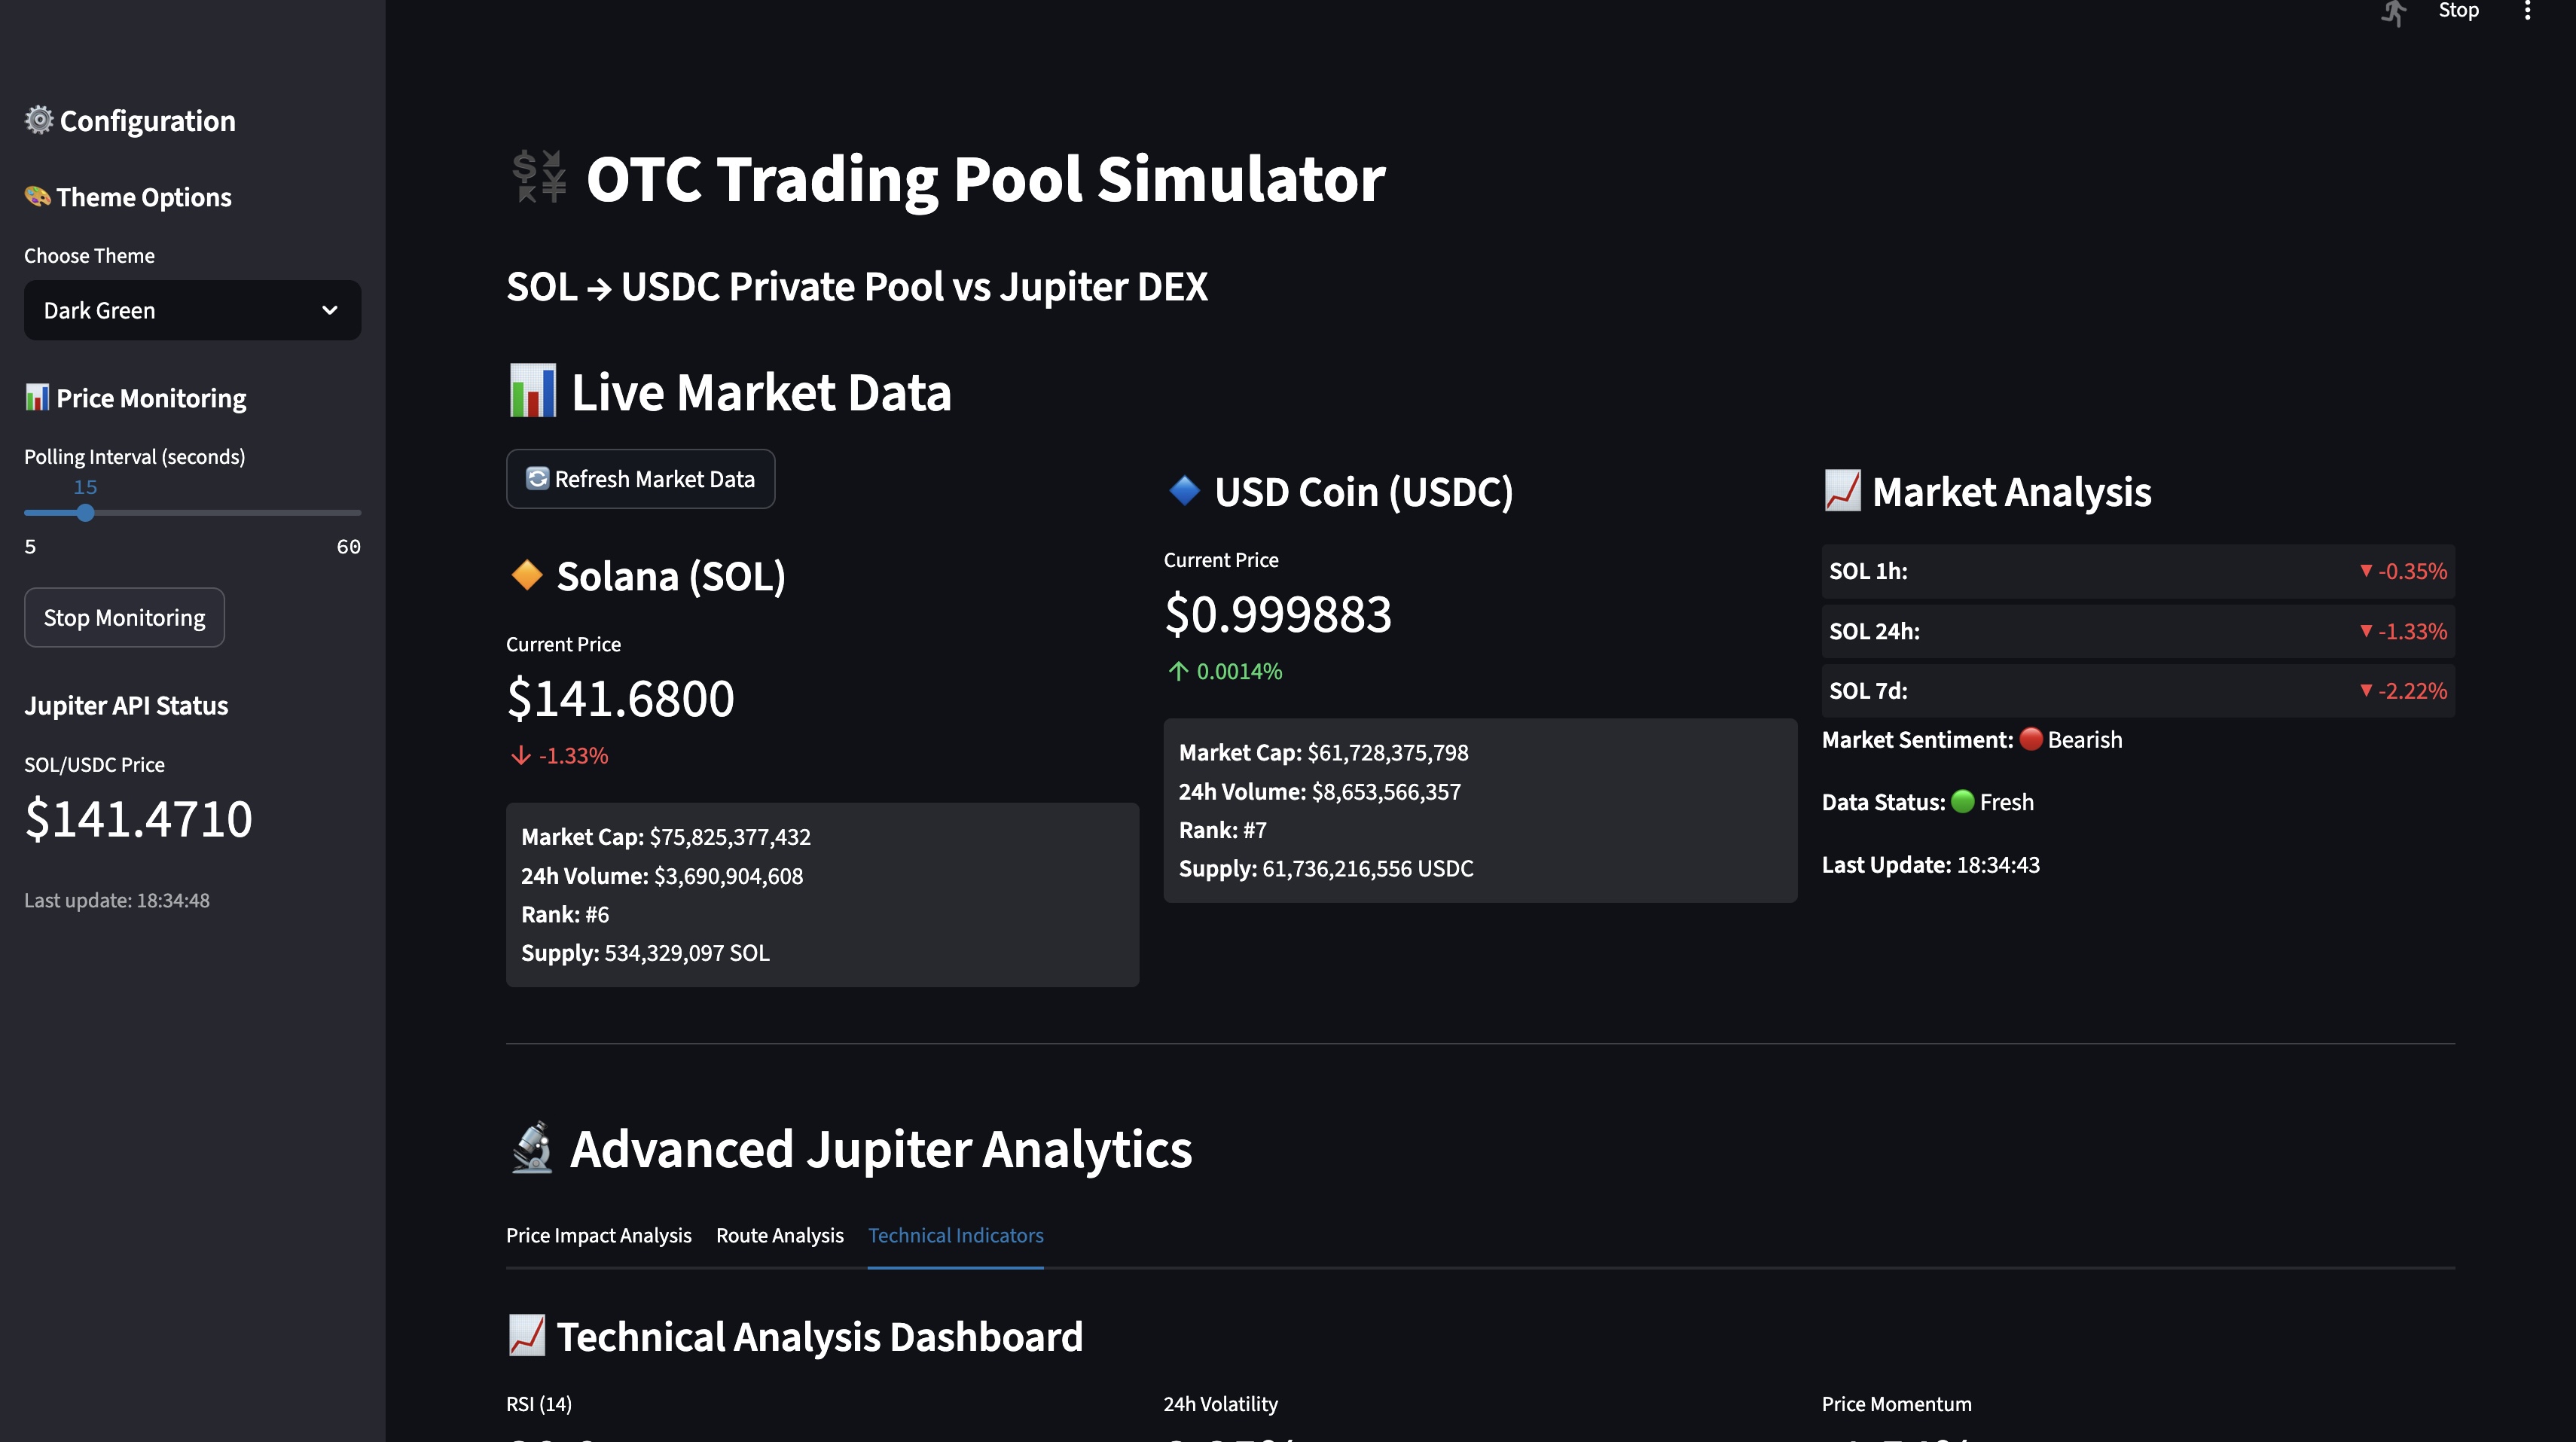 Stop
Configuration
Theme Options
Choose Theme
Dark Green
Price Monitoring
Polling Interval (seconds)
15
5 60
Stop Monitoring
Jupiter API Status
SOL/USDC Price
$141.4710
Last update: 18:34:48
OTC Trading Pool Simulator
SOL → USDC Private Pool vs Jupiter DEX
Live Market Data
Refresh Market Data
Solana (SOL)
Current Price
$141.6800
↓ -1.33%
Market Cap: $75,825,377,432
24h Volume: $3,690,904,608
Rank: #6
Supply: 534,329,097 SOL
USD Coin (USDC)
Current Price
$0.999883
↑ 0.0014%
Market Cap: $61,728,375,798
24h Volume: $8,653,566,357
Rank: #7
Supply: 61,736,216,556 USDC
Market Analysis
SOL 1h: ▼ -0.35%
SOL 24h: ▼ -1.33%
SOL 7d: ▼ -2.22%
Market Sentiment: 🔴 Bearish
Data Status: 🟢 Fresh
Last Update: 18:34:43
Advanced Jupiter Analytics
Price Impact Analysis Route Analysis Technical Indicators
Technical Analysis Dashboard
RSI (14)
24h Volatility
Price Momentum